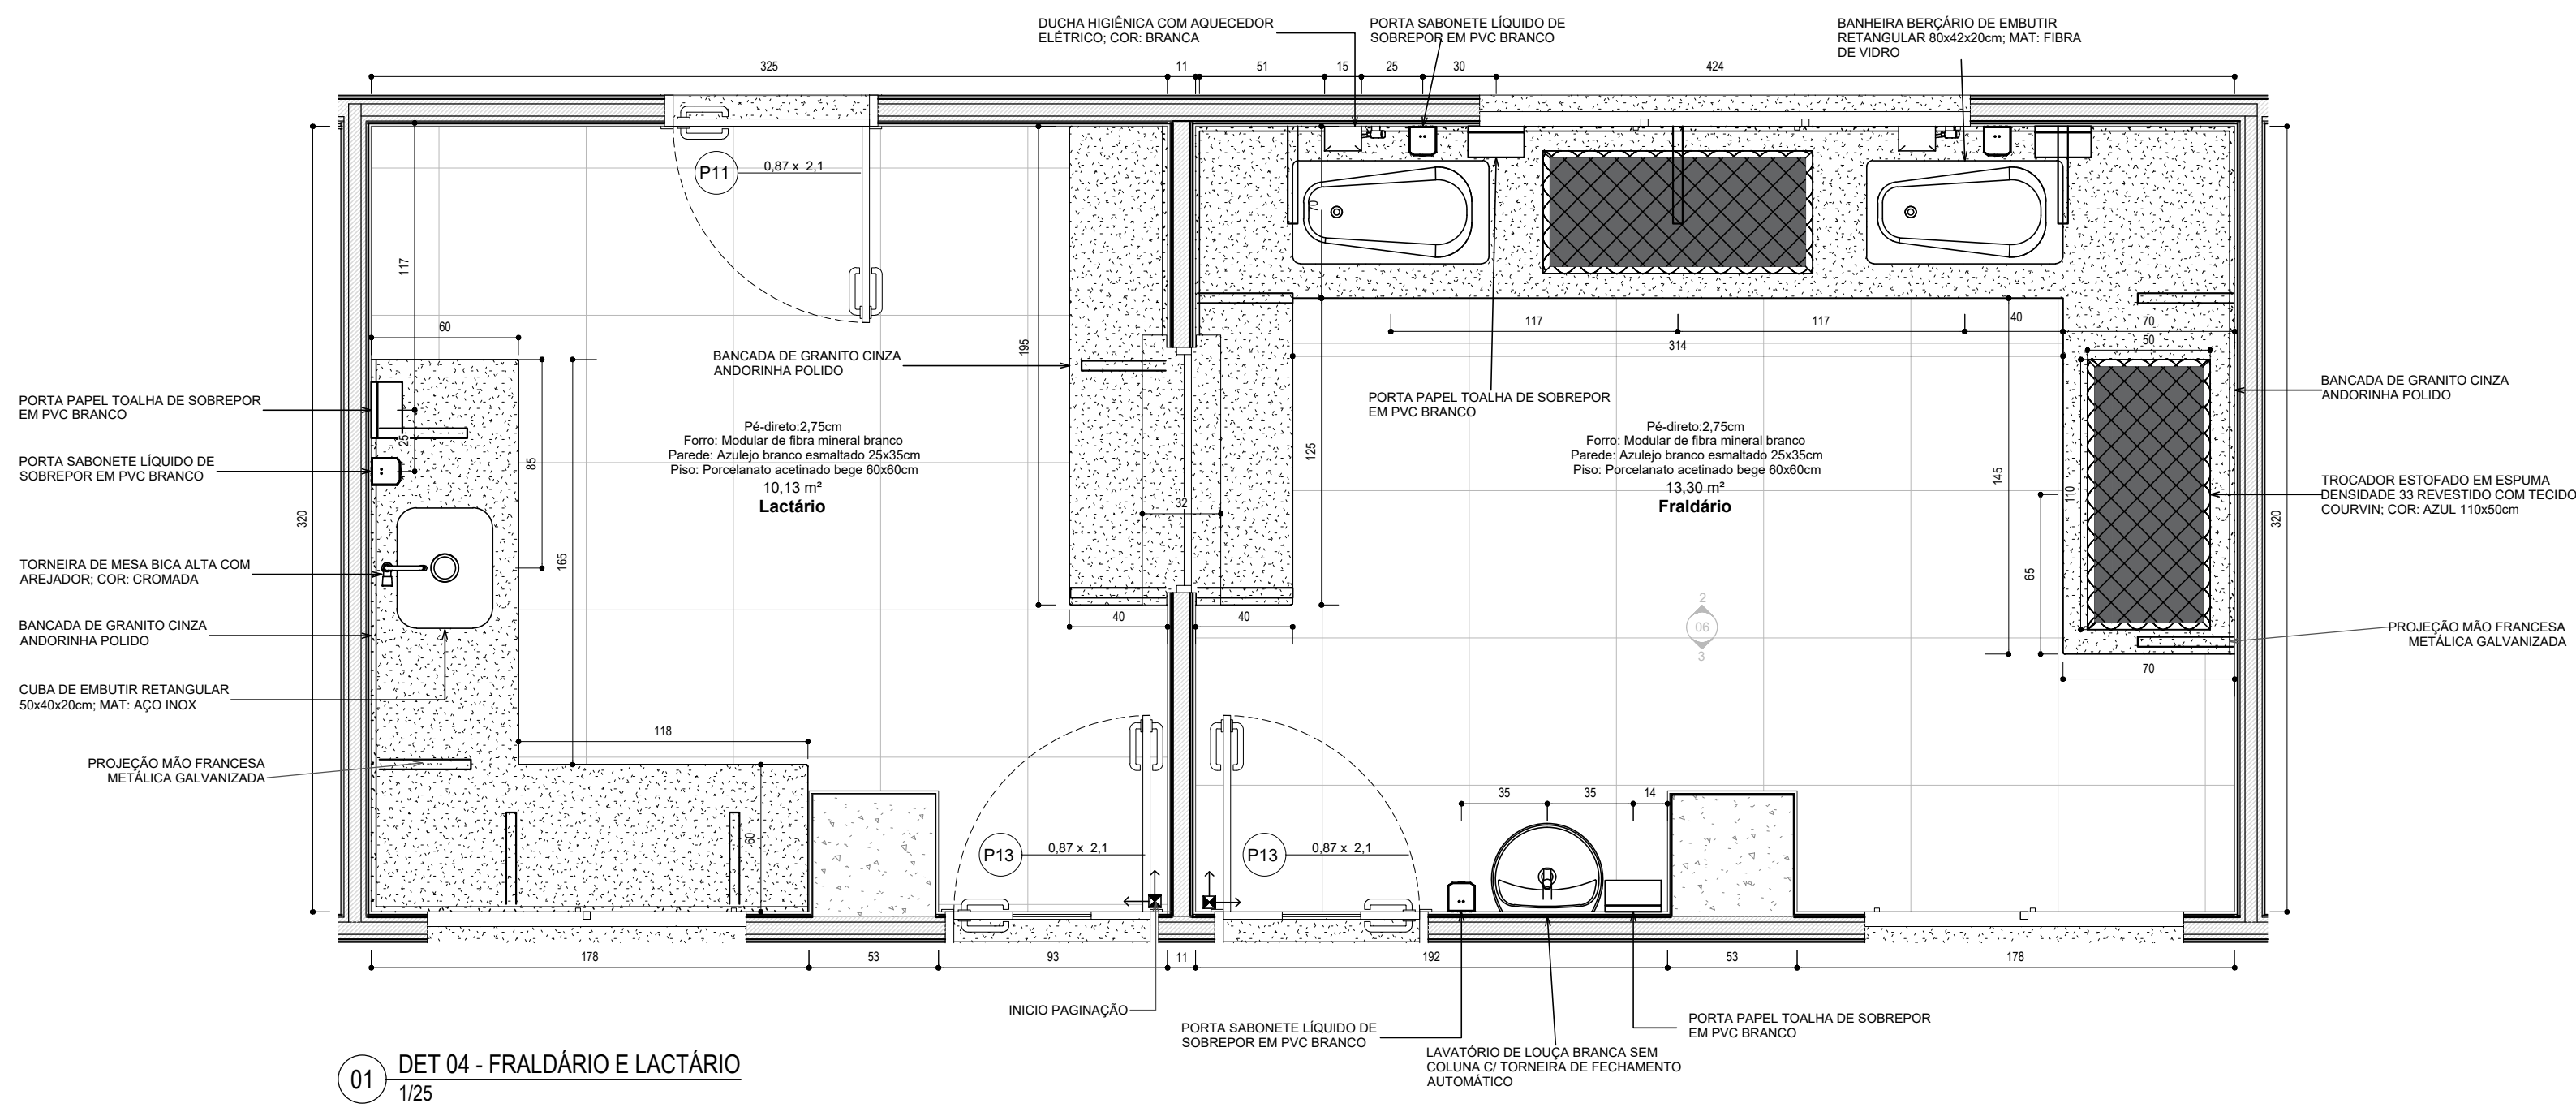 DUCHA HIGIÊNICA COM AQUECEDOR
ELÉTRICO; COR: BRANCA
PORTA SABONETE LÍQUIDO DE
SOBREPOR EM PVC BRANCO
BANHEIRA BERÇÁRIO DE EMBUTIR
RETANGULAR 80x42x20cm; MAT: FIBRA
DE VIDRO
325
11
51
15
25
30
424
P11
0,87 x 2,1
117
60
195
70
117
117
40
70
314
50
BANCADA DE GRANITO CINZA
ANDORINHA POLIDO
PORTA PAPEL TOALHA DE SOBREPOR
EM PVC BRANCO
BANCADA DE GRANITO CINZA
ANDORINHA POLIDO
PORTA PAPEL TOALHA DE SOBREPOR
EM PVC BRANCO
25
PORTA SABONETE LÍQUIDO DE
SOBREPOR EM PVC BRANCO
85
Pé-direto:2,75cm
Forro: Modular de fibra mineral branco
Parede: Azulejo branco esmaltado 25x35cm
Piso: Porcelanato acetinado bege 60x60cm
10,13 m²
Lactário
125
32
Pé-direto:2,75cm
Forro: Modular de fibra mineral branco
Parede: Azulejo branco esmaltado 25x35cm
Piso: Porcelanato acetinado bege 60x60cm
13,30 m²
Fraldário
145
110
TROCADOR ESTOFADO EM ESPUMA
DENSIDADE 33 REVESTIDO COM TECIDO
COURVIN; COR: AZUL 110x50cm
320
320
165
65
TORNEIRA DE MESA BICA ALTA COM
AREJADOR; COR: CROMADA
BANCADA DE GRANITO CINZA
ANDORINHA POLIDO
40
40
2
06
3
PROJEÇÃO MÃO FRANCESA
METÁLICA GALVANIZADA
70
CUBA DE EMBUTIR RETANGULAR
50x40x20cm; MAT: AÇO INOX
118
PROJEÇÃO MÃO FRANCESA
METÁLICA GALVANIZADA
60
35
35
14
P13
0,87 x 2,1
P13
0,87 x 2,1
178
53
93
11
192
53
178
INICIO PAGINAÇÃO
PORTA SABONETE LÍQUIDO DE
SOBREPOR EM PVC BRANCO
PORTA PAPEL TOALHA DE SOBREPOR
EM PVC BRANCO
LAVATÓRIO DE LOUÇA BRANCA SEM
COLUNA C/ TORNEIRA DE FECHAMENTO
AUTOMÁTICO
01
DET 04 - FRALDÁRIO E LACTÁRIO
1/25